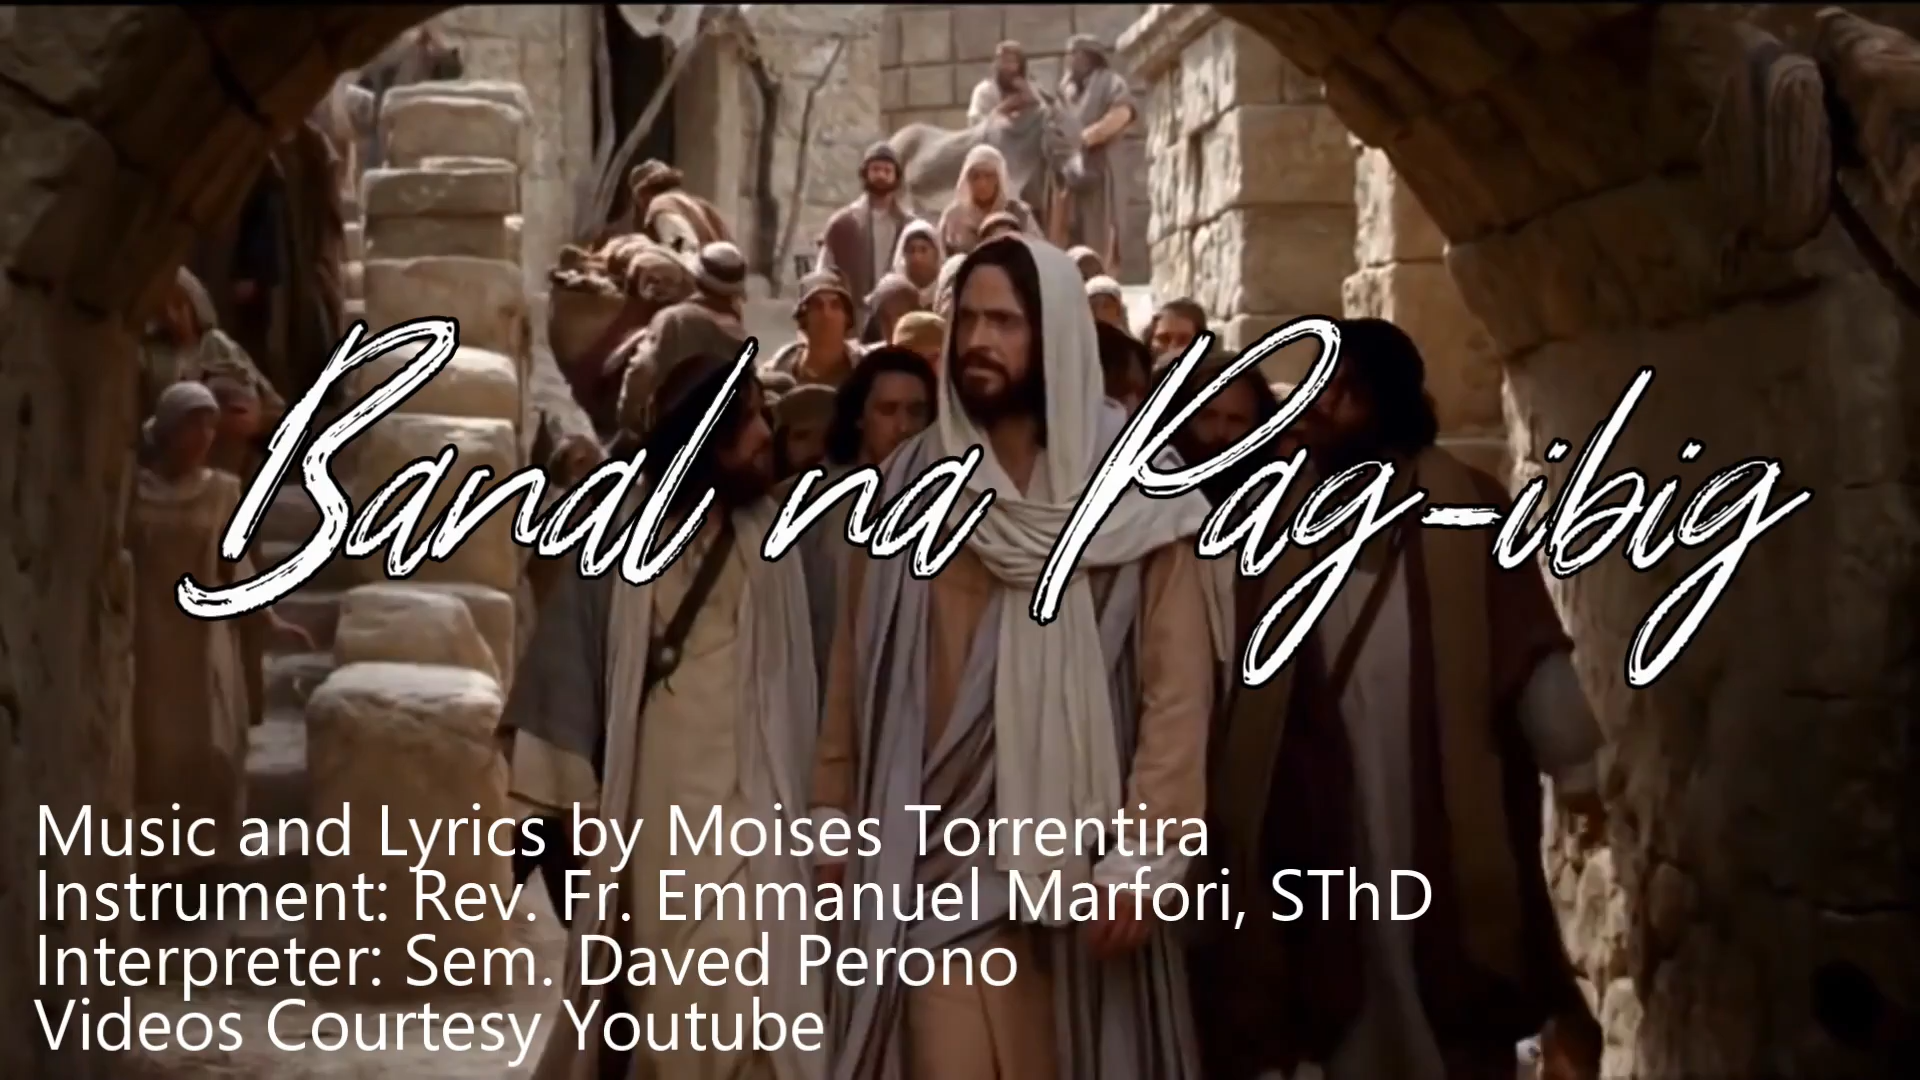 Banal na Pag-ibig
Music and Lyrics by Moises Torrentira
Instrument: Rev. Fr. Emmanuel Marfori, SThD
Interpreter: Sem. Daved Perono
Videos Courtesy Youtube